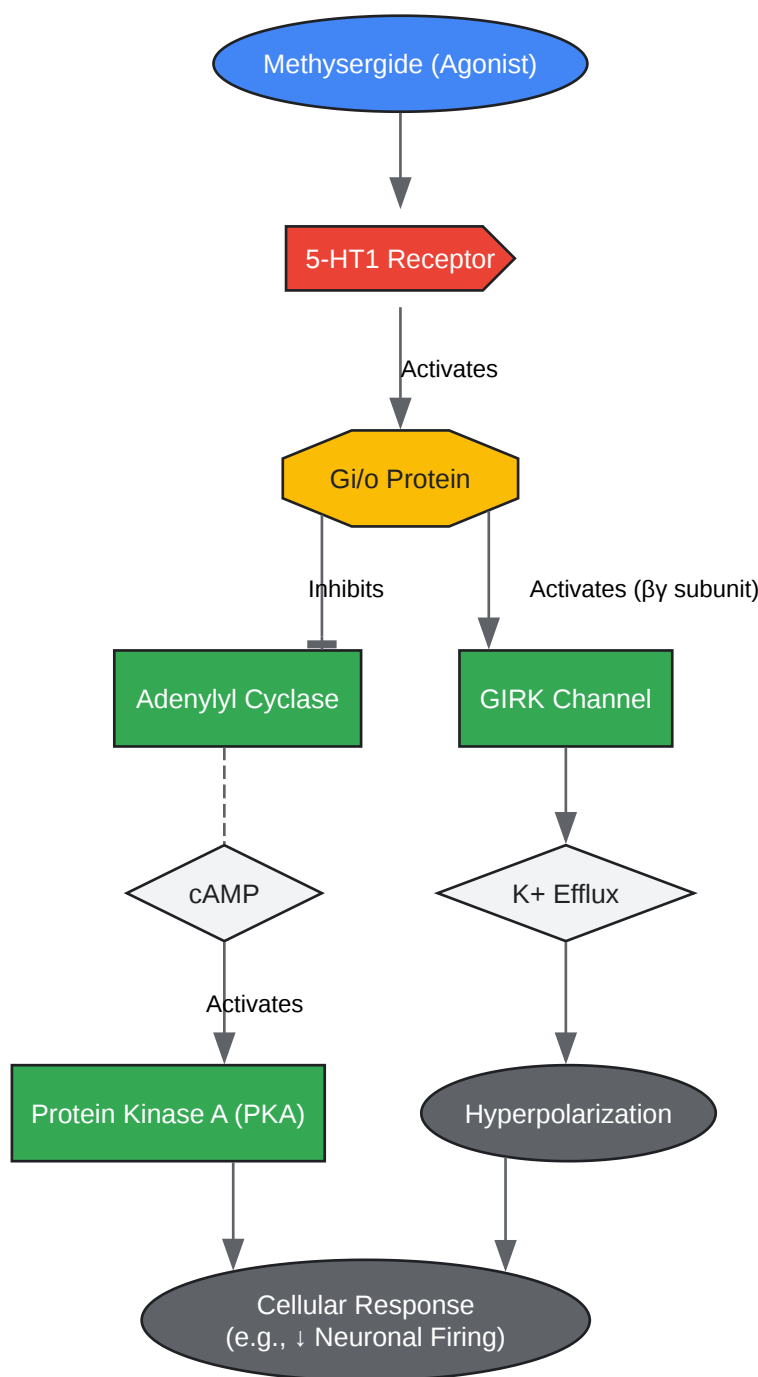 Methysergide (Agonist)
5-HT1 Receptor
Activates
Gi/o Protein
Inhibits
Activates (βγ subunit)
Adenylyl Cyclase
GIRK Channel
cAMP
K+ Efflux
Activates
Protein Kinase A (PKA)
Hyperpolarization
Cellular Response
(e.g., ↓ Neuronal Firing)